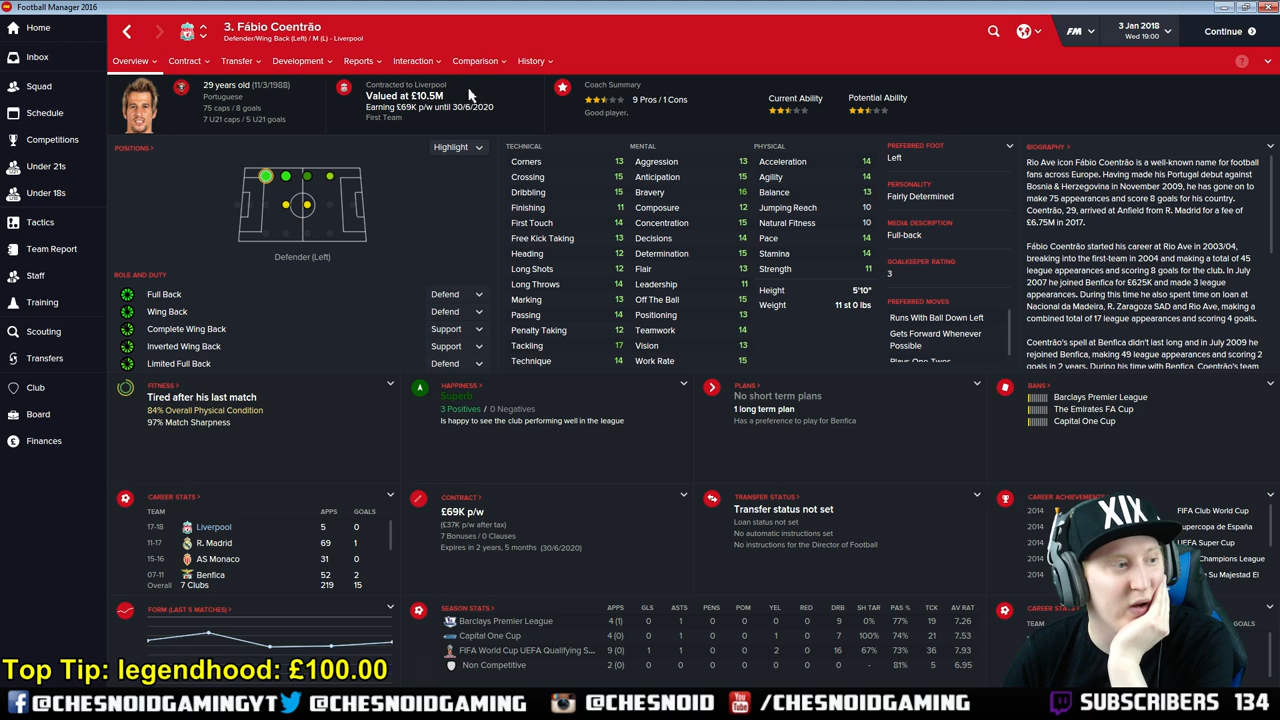 Football Manager 2016
Home
Inbox
Squad
Schedule
Competitions
Under 21s
Under 18s
Tactics
Team Report
Staff
Training
Scouting
Transfers
Club
Board
Finances
3. Fábio Coentrão
Defender/Wing Back (Left) / M (L) - Liverpool
FM
3 Jan 2018
Wed 19:00
Continue
Overview
Contract
Transfer
Development
Reports
Interaction
Comparison
History
29 years old (11/3/1988)
Portuguese
75 caps / 8 goals
7 U21 caps / 5 U21 goals
Contracted to Liverpool
Valued at £10.5M
Earning £69K p/w until 30/6/2020
First Team
Coach Summary
9 Pros / 1 Cons
Good player.
Current Ability
Potential Ability
POSITIONS >
Highlight
Defender (Left)
ROLE AND DUTY
Full Back Defend
Wing Back Defend
Complete Wing Back Support
Inverted Wing Back Support
Limited Full Back Defend
TECHNICAL
Corners 13
Crossing 15
Dribbling 15
Finishing 11
First Touch 14
Free Kick Taking 13
Heading 12
Long Shots 12
Long Throws 14
Marking 13
Passing 14
Penalty Taking 12
Tackling 17
Technique 14
MENTAL
Aggression 13
Anticipation 15
Bravery 16
Composure 12
Concentration 15
Decisions 14
Determination 15
Flair 13
Leadership 11
Off The Ball 15
Positioning 13
Teamwork 14
Vision 13
Work Rate 15
PHYSICAL
Acceleration 14
Agility 14
Balance 13
Jumping Reach 10
Natural Fitness 10
Pace 14
Stamina 14
Strength 11
Height 5'10"
Weight 11 st 0 lbs
PREFERRED FOOT
Left
PERSONALITY
Fairly Determined
MEDIA DESCRIPTION
Full-back
GOALKEEPER RATING
3
PREFERRED MOVES
Runs With Ball Down Left
Gets Forward Whenever
Possible
Plays One-Twos
BIOGRAPHY >
Rio Ave icon Fábio Coentrão is a well-known name for football
fans across Europe. Having made his Portugal debut against
Bosnia & Herzegovina in November 2009, he has gone on to
make 75 appearances and score 8 goals for his country.
Coentrão, 29, arrived at Anfield from R. Madrid for a fee of
£6.75M in 2017.
Fábio Coentrão started his career at Rio Ave in 2003/04,
breaking into the first-team in 2004 and making a total of 45
league appearances and scoring 8 goals for the club. In July
2007 he joined Benfica for £625K and made 3 league
appearances. During this time he also spent time on loan at
Nacional da Madeira, R. Zaragoza SAD and Rio Ave, making a
combined total of 17 league appearances and scoring 4 goals.
Coentrão's spell at Benfica didn't last long and in July 2009 he
rejoined Benfica, making 49 league appearances and scoring 2
goals in 2 years. During his time with Benfica, Coentrão's team
FITNESS >
Tired after his last match
84% Overall Physical Condition
97% Match Sharpness
HAPPINESS >
Superb
3 Positives / 0 Negatives
Is happy to see the club performing well in the league
PLANS >
No short term plans
1 long term plan
Has a preference to play for Benfica
BANS >
Barclays Premier League
The Emirates FA Cup
Capital One Cup
CAREER STATS >
TEAM APPS GOALS
17-18 Liverpool 5 0
11-17 R. Madrid 69 1
15-16 AS Monaco 31 0
07-11 Benfica 52 2
Overall 7 Clubs 219 15
CONTRACT >
£69K p/w
(£37K p/w after tax)
7 Bonuses / 0 Clauses
Expires in 2 years, 5 months (30/6/2020)
TRANSFER STATUS >
Transfer status not set
Loan status not set
No automatic instructions set
No instructions for the Director of Football
CAREER ACHIEVEMENTS
2014 FIFA Club World Cup
2014 Supercopa de España
2014 UEFA Super Cup
2014 Champions League
2014 Su Majestad El
XIX
FORM (LAST 5 MATCHES) >
SEASON STATS > APPS GLS ASTS PENS POM YEL RED DRB SH TAR PAS % TCK AV RAT
Barclays Premier League 4 (1) 0 1 0 0 0 0 9 0% 77% 19 7.26
Capital One Cup 4 (0) 0 1 0 0 1 0 7 100% 74% 21 7.53
FIFA World Cup UEFA Qualifying S... 9 (0) 1 1 0 0 2 0 16 67% 73% 36 7.93
Non Competitive 2 (0) 0 0 0 0 0 0 0 - 81% 5 6.95
CAREER STATS
TEAM
GOALS
Top Tip: legendhood: £100.00
@CHESNOIDGAMINGYT @CHESNOIDGAMING @CHESNOIDGAMING You Tube /CHESNOIDGAMING SUBSCRIBERS 134